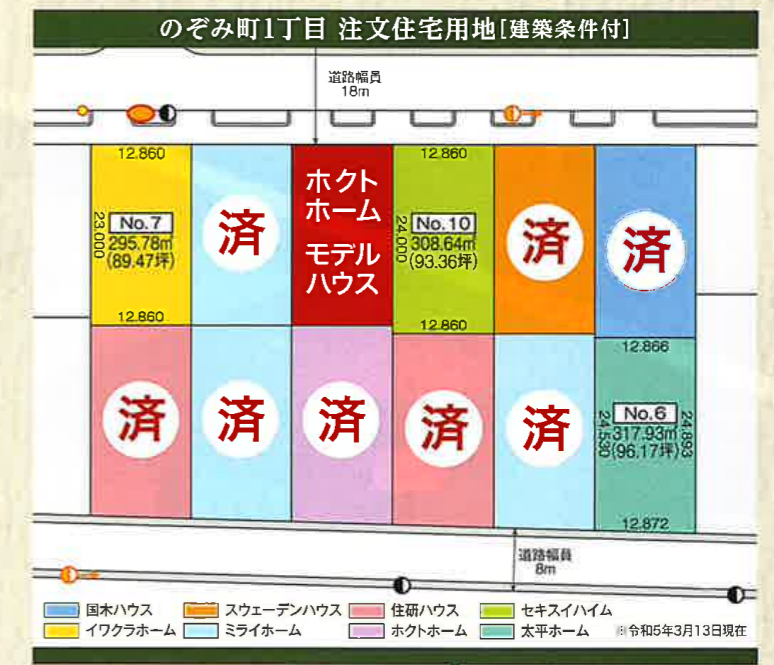 のぞみ町1丁目 注文住宅用地[建築条件付]
道路幅員
18m
12.860
23.000
No.7
295.78㎡
(89.47坪)
12.860
済
ホクト
ホーム
モデル
ハウス
12.860
24.000
No.10
308.64㎡
(93.36坪)
12.860
済
済
済
済
済
済
済
12.866
24.530
No.6
317.93㎡
(96.17坪)
24.893
12.872
道路幅員
8m
国木ハウス
スウェーデンハウス
住研ハウス
セキスイハイム
イワクラホーム
ミライホーム
ホクトホーム
太平ホーム
※令和5年3月13日現在